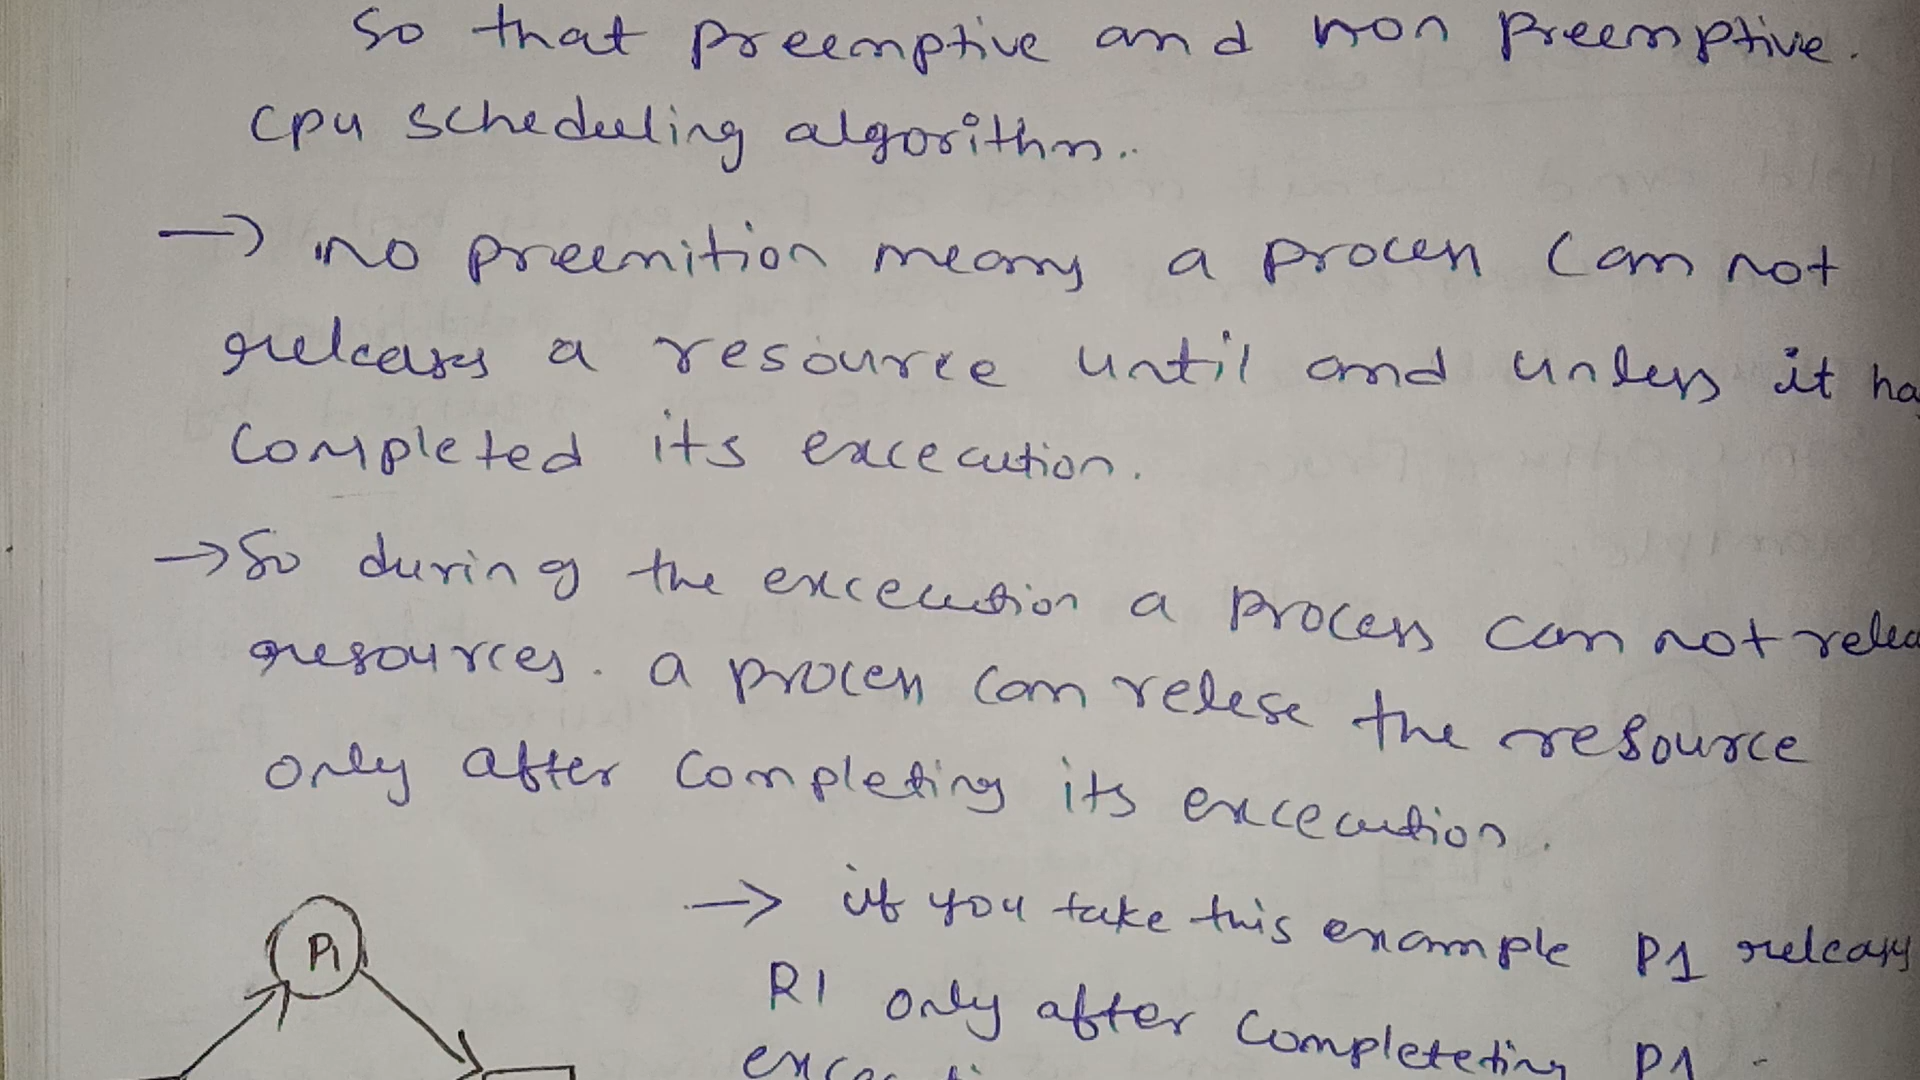 so that preemptive and non preemptive.
cpu scheduling algorithm..
→ no preemition means a process can not
releases a resource until and unless it has
completed its excecution.
→ So during the excecution a process can not relea
resources. a process can relese the resource
only after completing its excecution.
→ if you take this example P1 releases
R1 only after completeting P1
P1